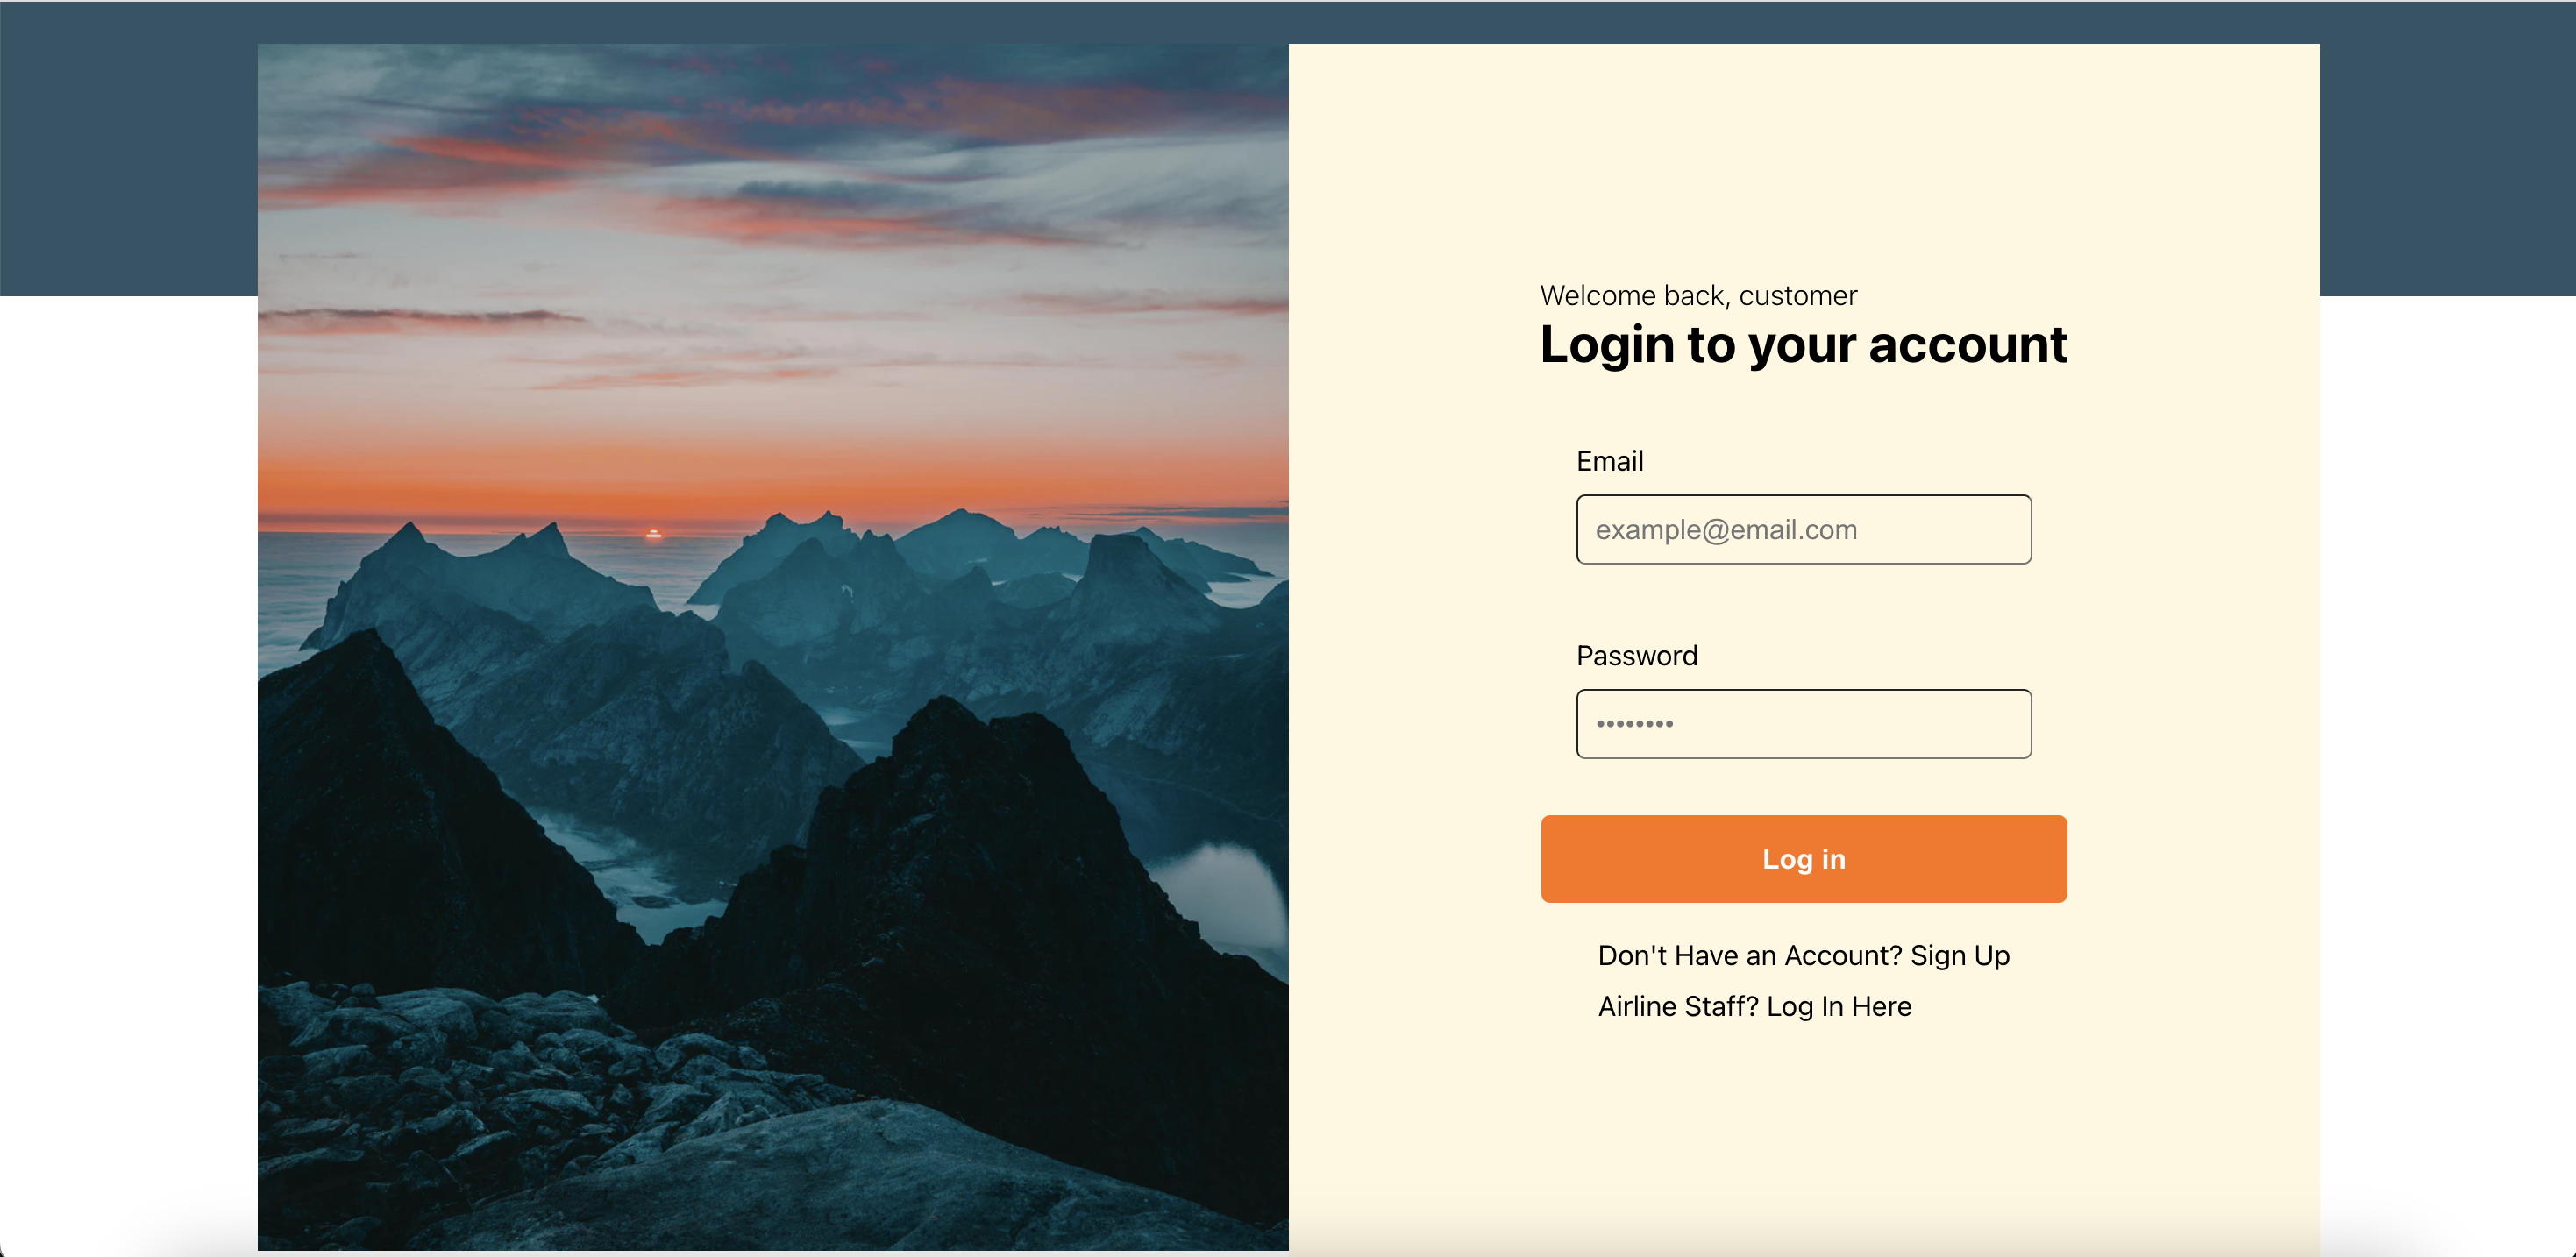 Welcome back, customer
Login to your account
Email
example@email.com
Password
••••••••
Log in
Don't Have an Account? Sign Up
Airline Staff? Log In Here